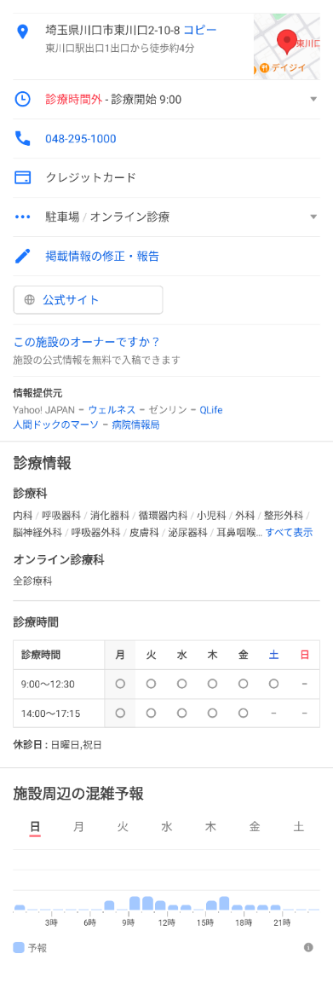 埼玉県川口市東川口2-10-8 コピー
東川口駅出口1出口から徒歩約4分
東川口
デイジイ
診療時間外 - 診療開始 9:00
048-295-1000
クレジットカード
駐車場 / オンライン診療
掲載情報の修正・報告
公式サイト
この施設のオーナーですか?
施設の公式情報を無料で入稿できます
情報提供元
Yahoo! JAPAN – ウェルネス – ゼンリン – QLife
人間ドックのマーソ – 病院情報局
診療情報
診療科
内科 / 呼吸器科 / 消化器科 / 循環器内科 / 小児科 / 外科 / 整形外科 /
脳神経外科 / 呼吸器外科 / 皮膚科 / 泌尿器科 / 耳鼻咽喉... すべて表示
オンライン診療科
全診療科
診療時間
診療時間 月 火 水 木 金 土 日
9:00〜12:30 ○ ○ ○ ○ ○ ○ -
14:00〜17:15 ○ ○ ○ ○ ○ - -
休診日 : 日曜日,祝日
施設周辺の混雑予報
日 月 火 水 木 金 土
3時 6時 9時 12時 15時 18時 21時
予報